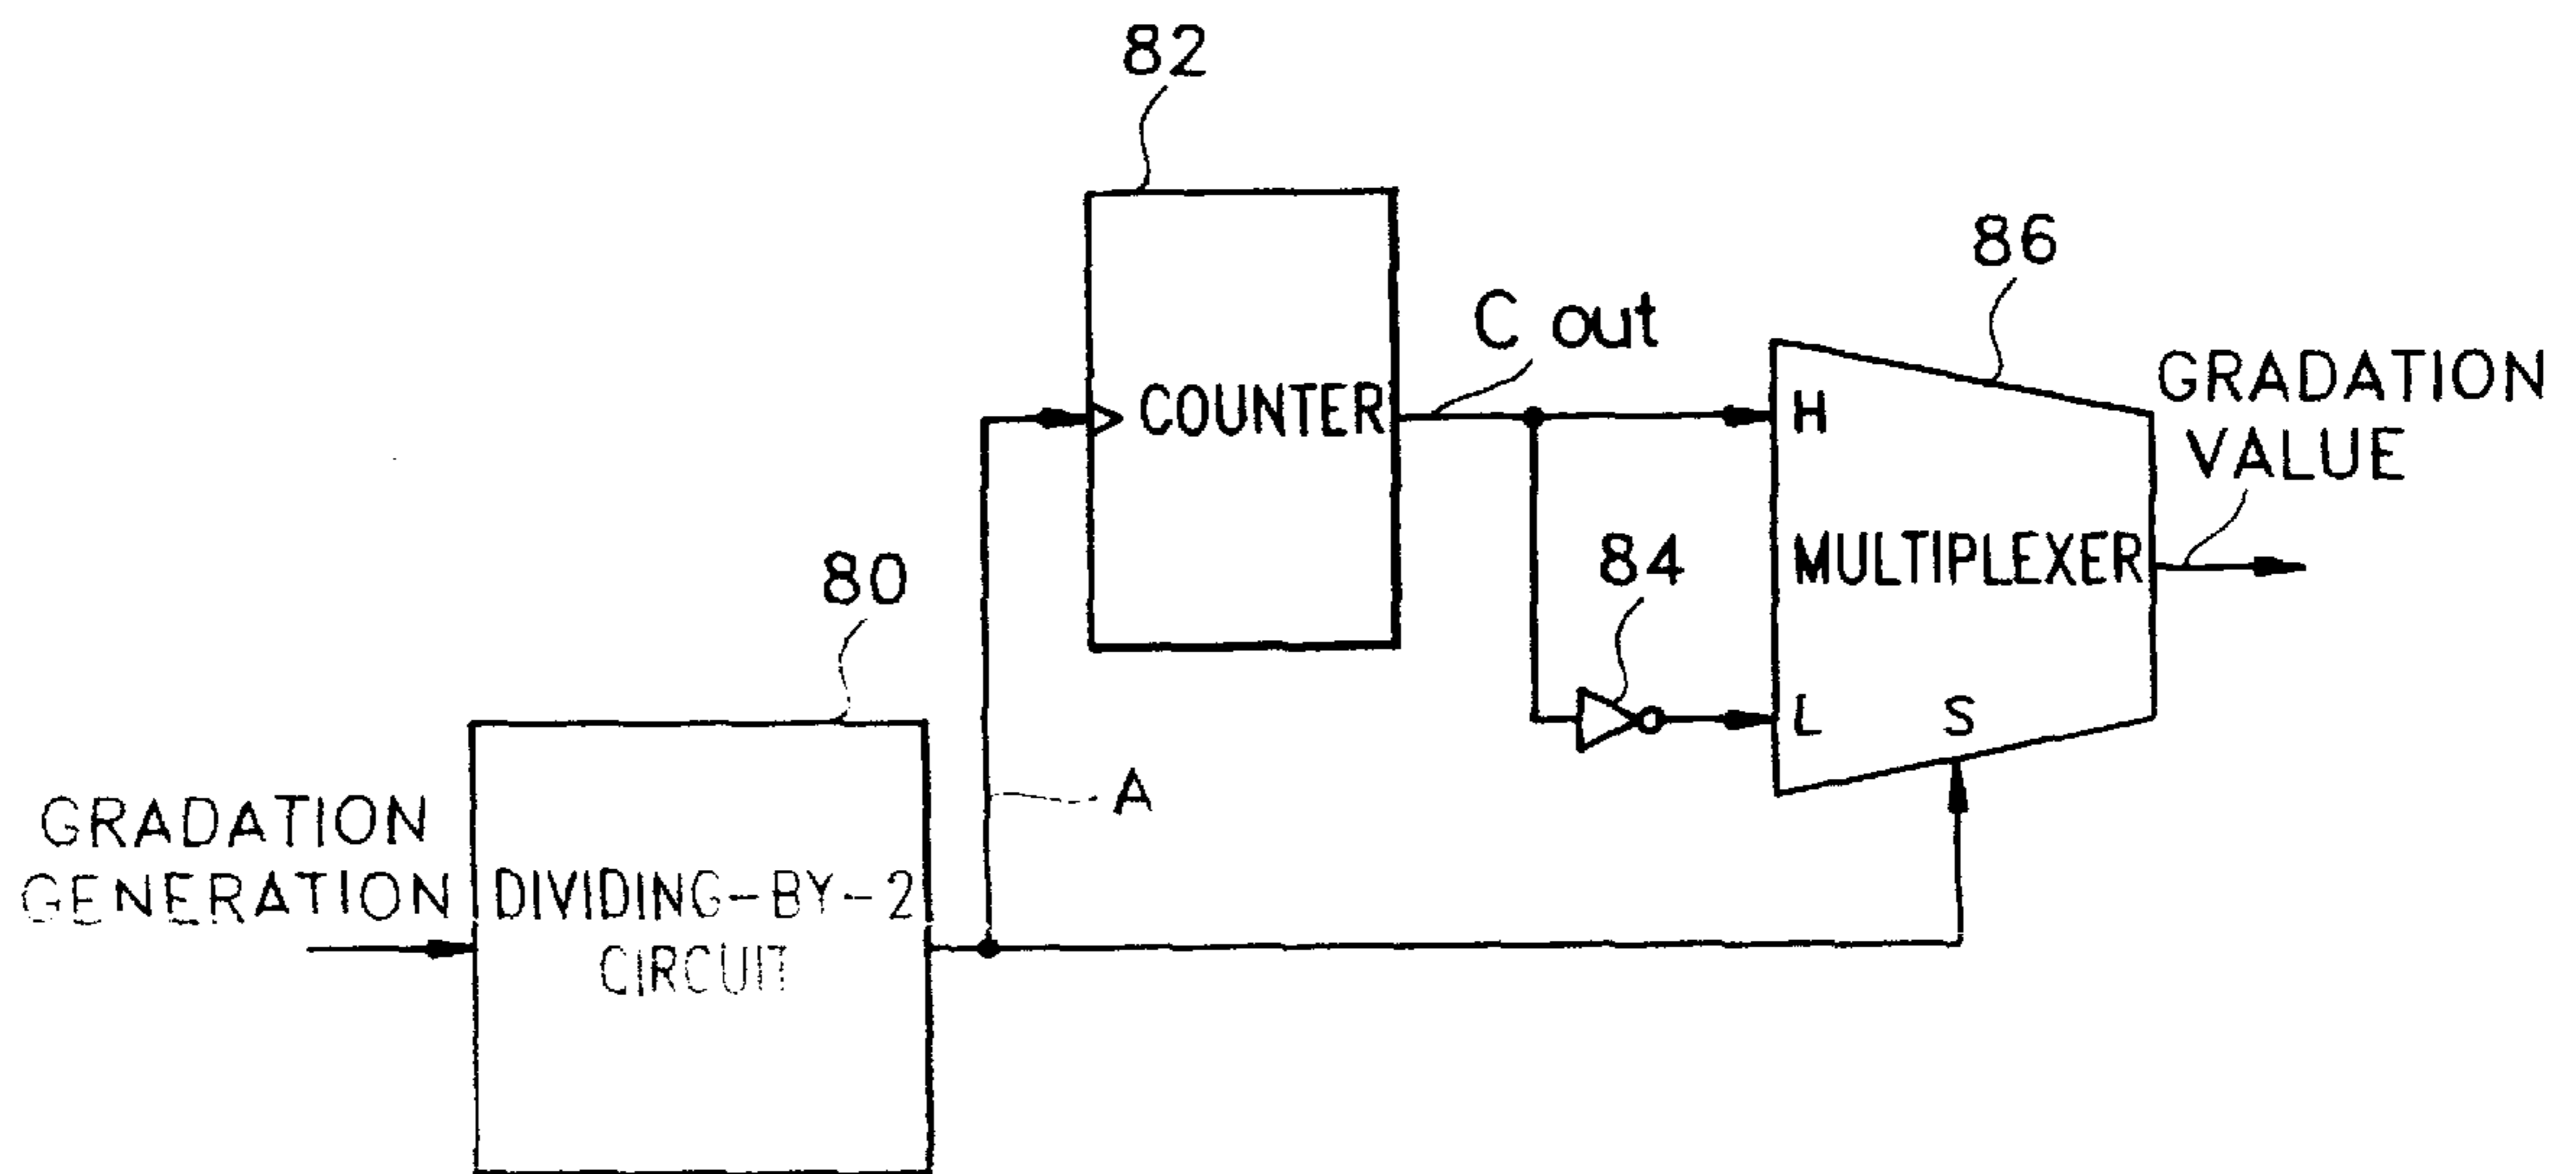 82
COUNTER
C out
86
H
MULTIPLEXER
L
S
GRADATION
VALUE
84
80
A
GRADATION
GENERATION
DIVIDING-BY-2
CIRCUIT